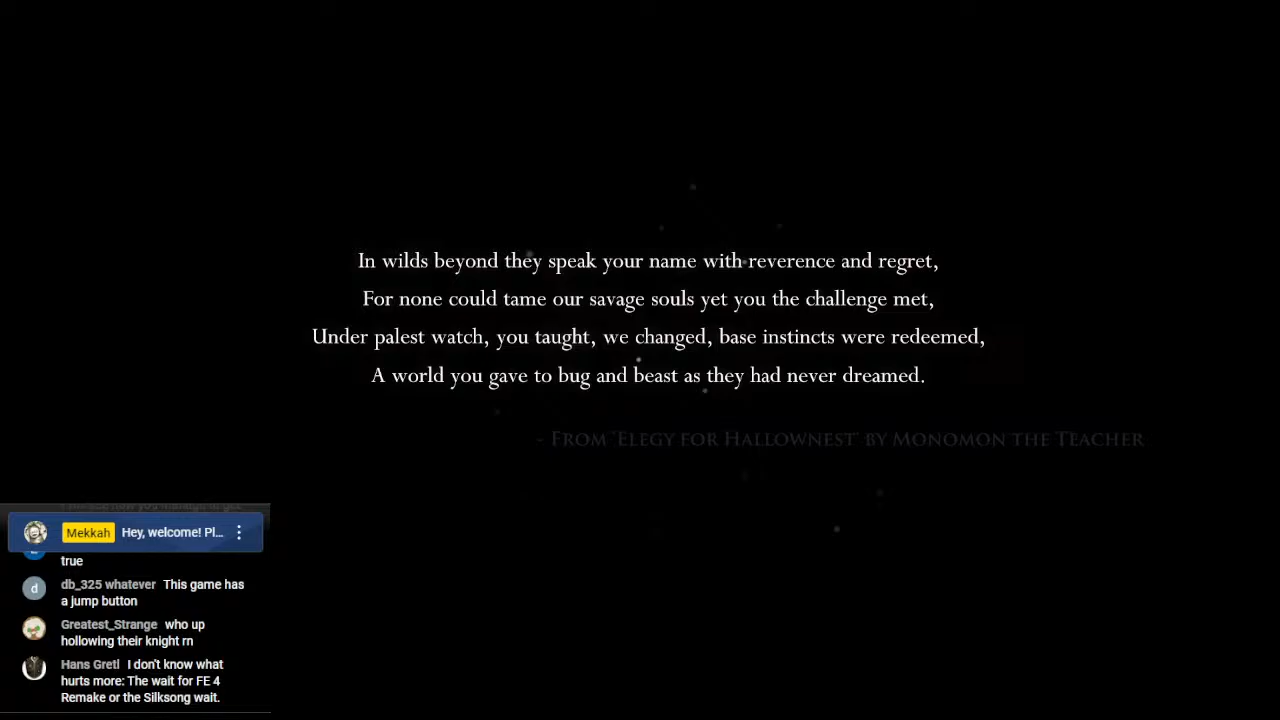 In wilds beyond they speak your name with reverence and regret,
For none could tame our savage souls yet you the challenge met,
Under palest watch, you taught, we changed, base instincts were redeemed,
A world you gave to bug and beast as they had never dreamed.
- From 'Elegy for Hallownest' by Monomon the Teacher
Mekkah Hey, welcome! Pl...
true
db_325 whatever This game has
a jump button
Greatest_Strange who up
hollowing their knight rn
Hans Gretl I don't know what
hurts more: The wait for FE 4
Remake or the Silksong wait.